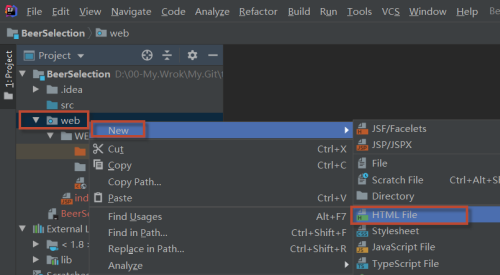 File Edit View Navigate Code Analyze Refactor Build Run Tools VCS Window Help
BeerSelection web
1: Project
Project
BeerSelection D:\00-My.Wrok\My.Git\
.idea
src
web
WE
ind
BeerSe
External L
< 1.8 >
lib
New
Cut Ctrl+X
Copy Ctrl+C
Copy Path...
Paste Ctrl+V
Find Usages Alt+F7
Find in Path... Ctrl+Shift+F
Replace in Path... Ctrl+Shift+R
Analyze
JSF/Facelets
JSP/JSPX
File
Scratch File Ctrl+Alt+Sh
Directory
HTML File
Stylesheet
JavaScript File
TypeScript File